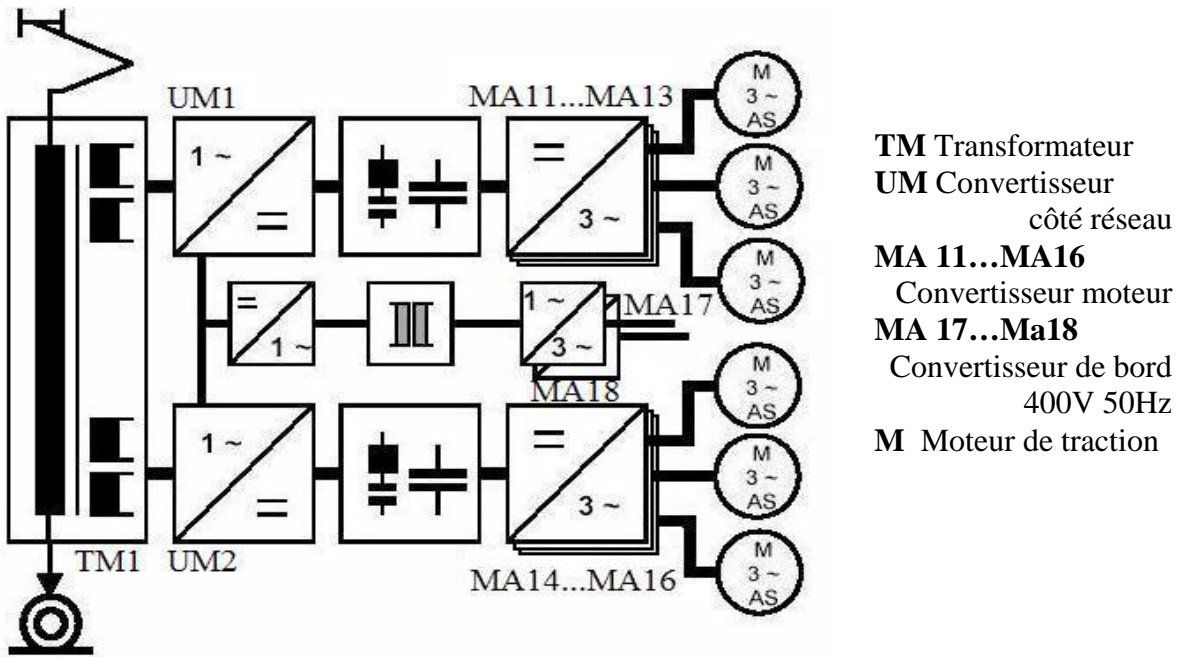 UM1
MA11...MA13
1 ~
=
=
3 ~
M
3 ~
AS
M
3 ~
AS
M
3 ~
AS
=
1 ~
1 ~
3 ~
MA17
MA18
1 ~
=
=
3 ~
M
3 ~
AS
M
3 ~
AS
M
3 ~
AS
TM1
UM2
MA14...MA16
TM Transformateur
UM Convertisseur
côté réseau
MA 11…MA16
Convertisseur moteur
MA 17…Ma18
Convertisseur de bord
400V 50Hz
M Moteur de traction